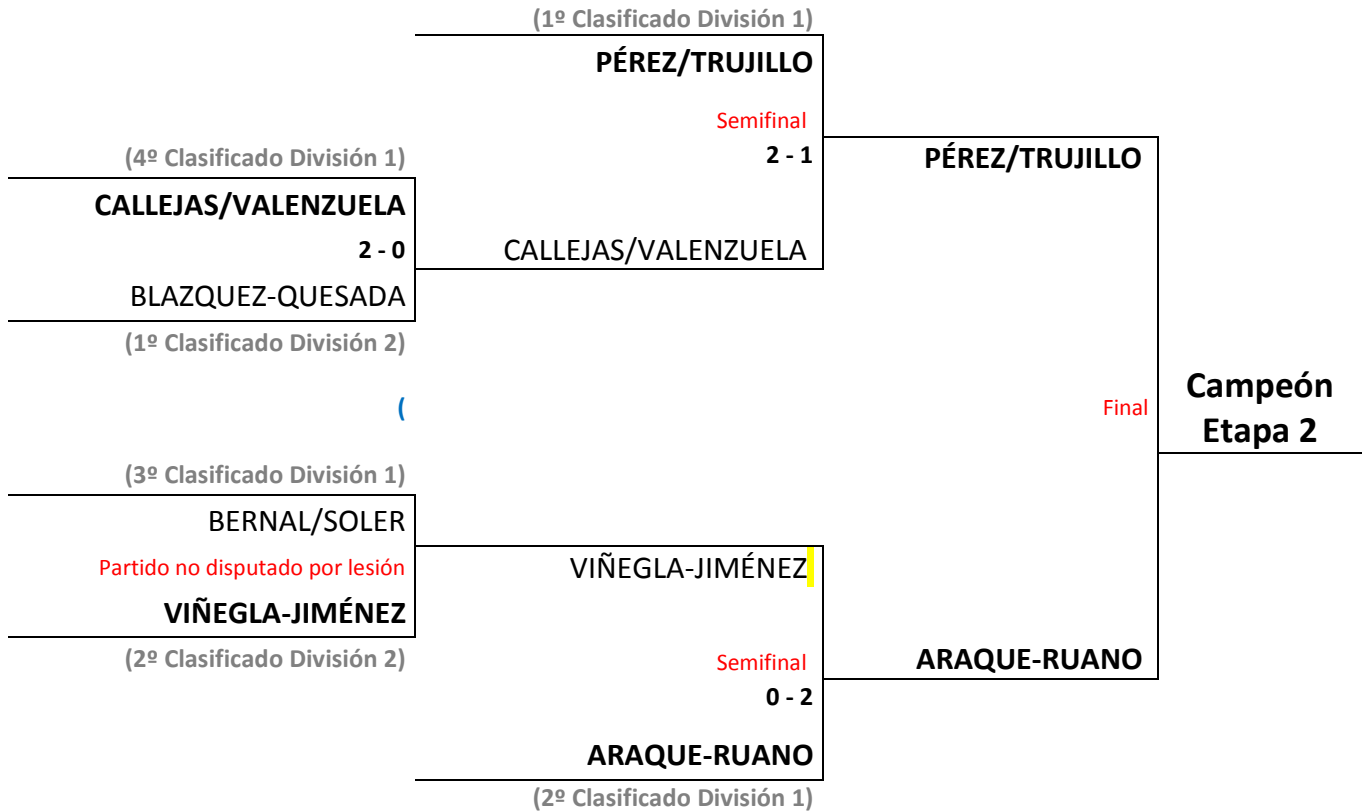 (1º Clasificado División 1)
PÉREZ/TRUJILLO
Semifinal
2 - 1
PÉREZ/TRUJILLO
(4º Clasificado División 1)
CALLEJAS/VALENZUELA
2 - 0
CALLEJAS/VALENZUELA
BLAZQUEZ-QUESADA
(1º Clasificado División 2)
(
Final
Campeón
Etapa 2
(3º Clasificado División 1)
BERNAL/SOLER
Partido no disputado por lesión
VIÑEGLA-JIMÉNEZ
VIÑEGLA-JIMÉNEZ
(2º Clasificado División 2)
Semifinal
0 - 2
ARAQUE-RUANO
ARAQUE-RUANO
(2º Clasificado División 1)